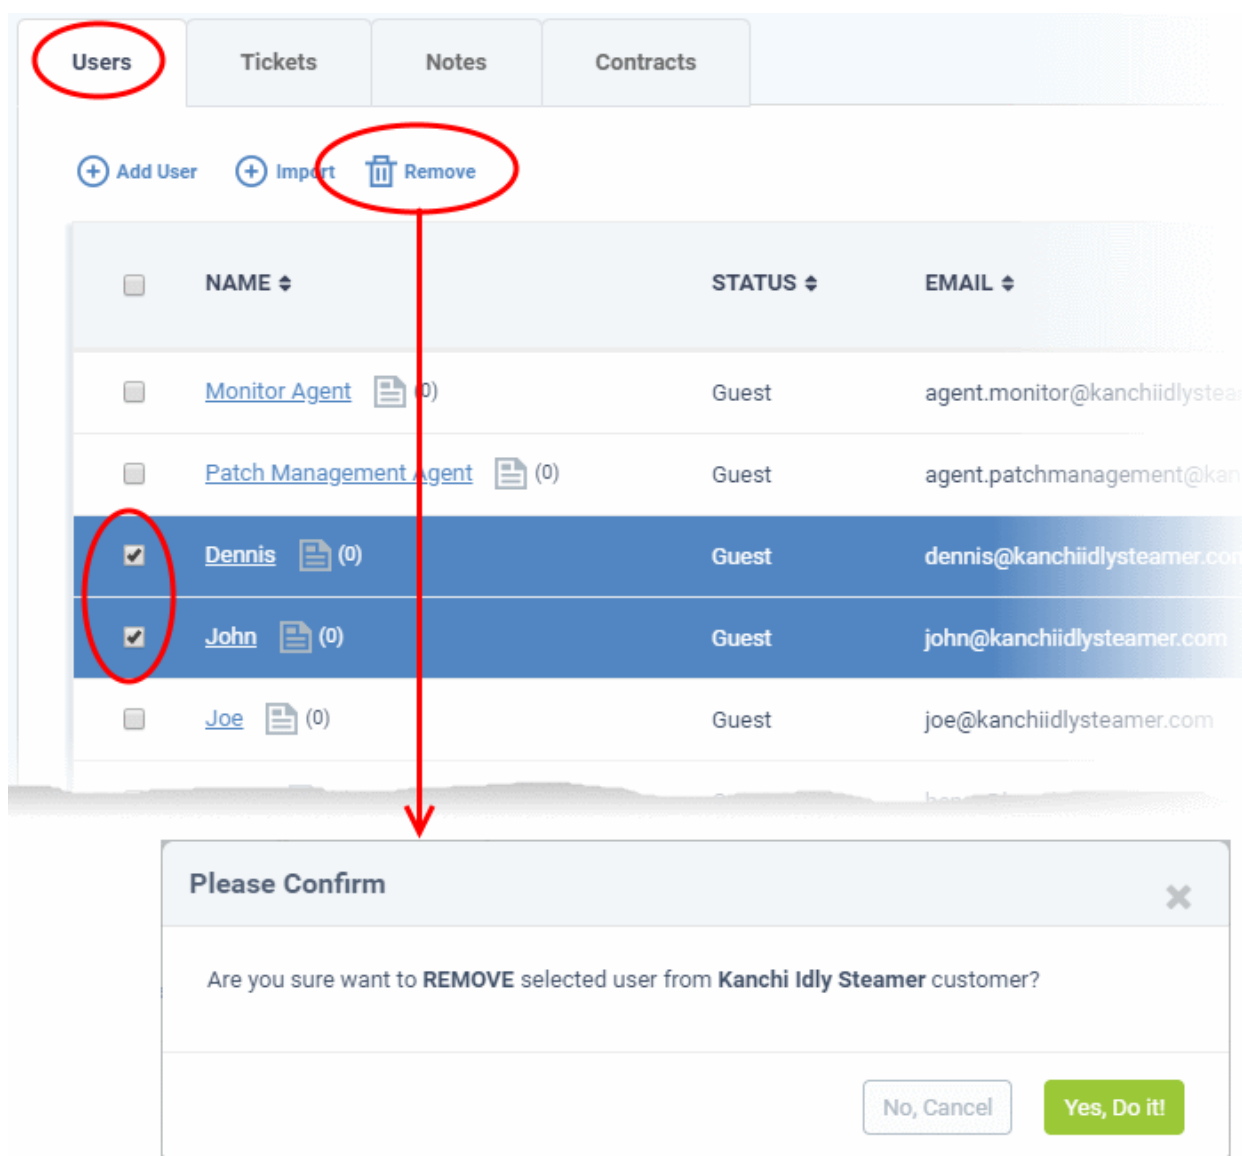 Users Tickets Notes Contracts
Add User Import Remove
NAME STATUS EMAIL
Monitor Agent (0) Guest agent.monitor@kanchiidlystea
Patch Management Agent (0) Guest agent.patchmanagement@kan
Dennis (0) Guest dennis@kanchiidlysteamer.con
John (0) Guest john@kanchiidlysteamer.com
Joe (0) Guest joe@kanchiidlysteamer.com
Please Confirm
Are you sure want to REMOVE selected user from Kanchi Idly Steamer customer?
No, Cancel Yes, Do it!